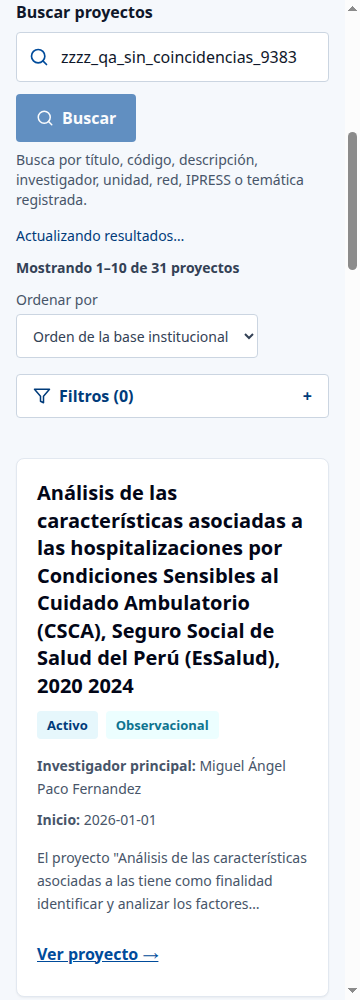 Buscar proyectos
zzzz_qa_sin_coincidencias_9383
Buscar
Busca por título, código, descripción,
investigador, unidad, red, IPRESS o temática
registrada.
Actualizando resultados...
Mostrando 1–10 de 31 proyectos
Ordenar por
Orden de la base institucional
Filtros (0) +
Análisis de las
características asociadas a
las hospitalizaciones por
Condiciones Sensibles al
Cuidado Ambulatorio
(CSCA), Seguro Social de
Salud del Perú (EsSalud),
2020 2024
Activo Observacional
Investigador principal: Miguel Ángel
Paco Fernandez
Inicio: 2026-01-01
El proyecto "Análisis de las características
asociadas a las tiene como finalidad
identificar y analizar los factores...
Ver proyecto →